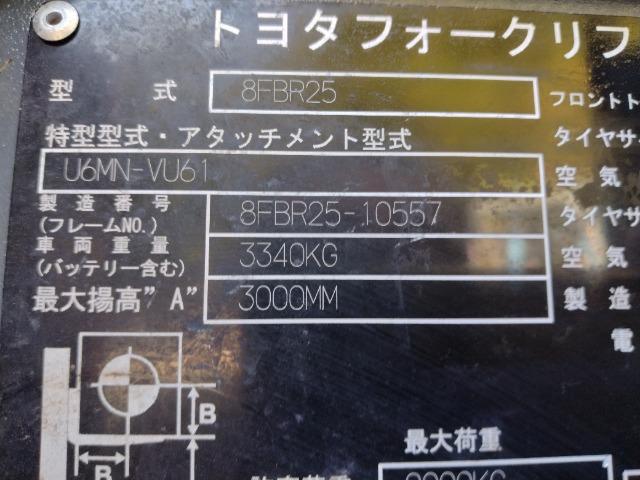 トヨタフォークリフ
型 式 8FBR25 フロントト
特型型式・アタッチメント型式 タイヤサ
U6MN-VU61 空 気
製造番号 (フレームNO.) 8FBR25-10557 タイヤサ
車両重量 (バッテリー含む) 3340KG 空 気
最大揚高"A" 3000MM 製 造
電
B
B
最大荷重